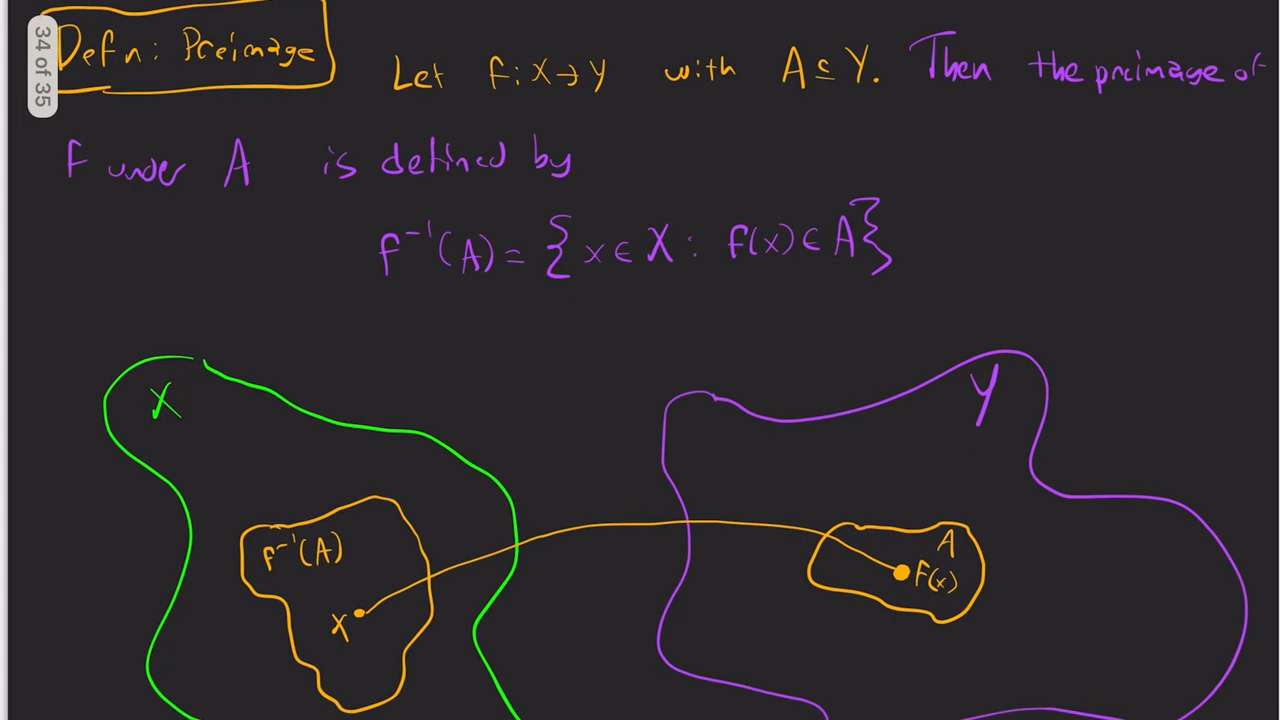 34 of 35
Defn: Preimage Let f: X→Y with A ⊆ Y. Then the preimage of
f under A is defined by
f⁻¹(A) = { x ∈ X : f(x) ∈ A }
X
Y
f⁻¹(A)
A
f(x)
x